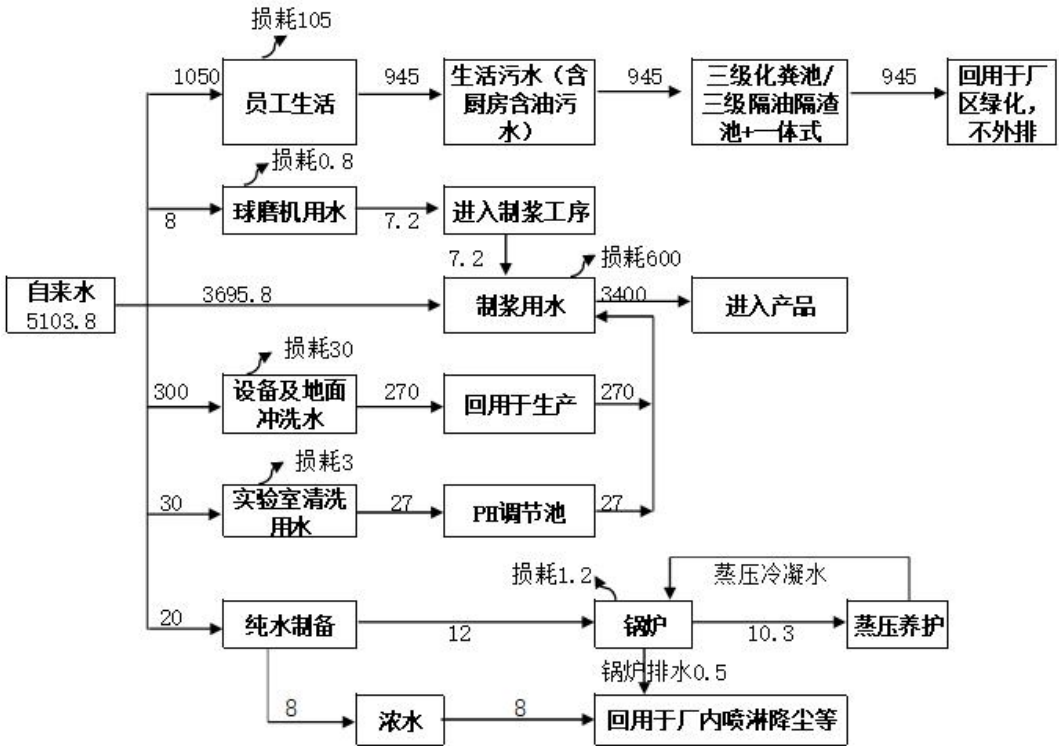 损耗105
1050
员工生活
945
生活污水（含
厨房含油污
水）
945
三级化粪池/
三级隔油隔渣
池+一体式
945
回用于厂
区绿化，
不外排
损耗0.8
8
球磨机用水
7.2
进入制浆工序
7.2
损耗600
自来水
5103.8
3695.8
制浆用水
3400
进入产品
损耗30
300
设备及地面
冲洗水
270
回用于生产
270
损耗3
30
实验室清洗
用水
27
PH调节池
27
损耗1.2
蒸压冷凝水
20
纯水制备
12
锅炉
10.3
蒸压养护
锅炉排水0.5
8
浓水
8
回用于厂内喷淋降尘等